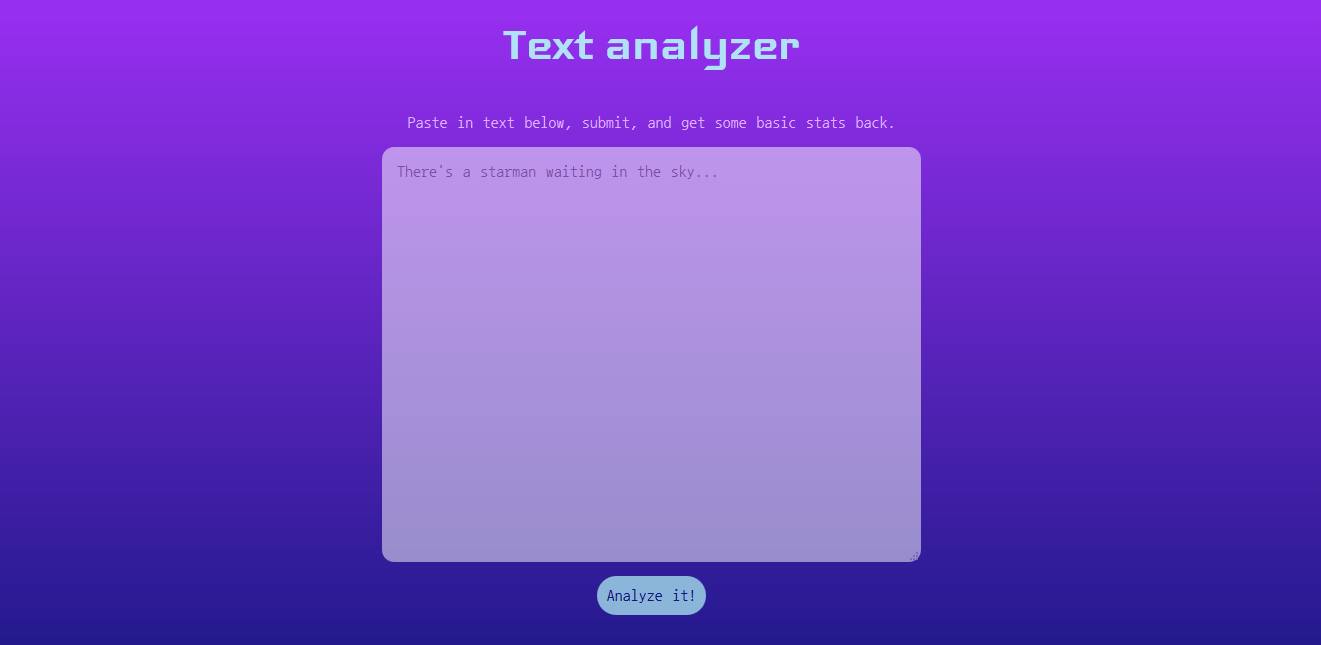 Text analyzer
Paste in text below, submit, and get some basic stats back.
There's a starman waiting in the sky...
Analyze it!